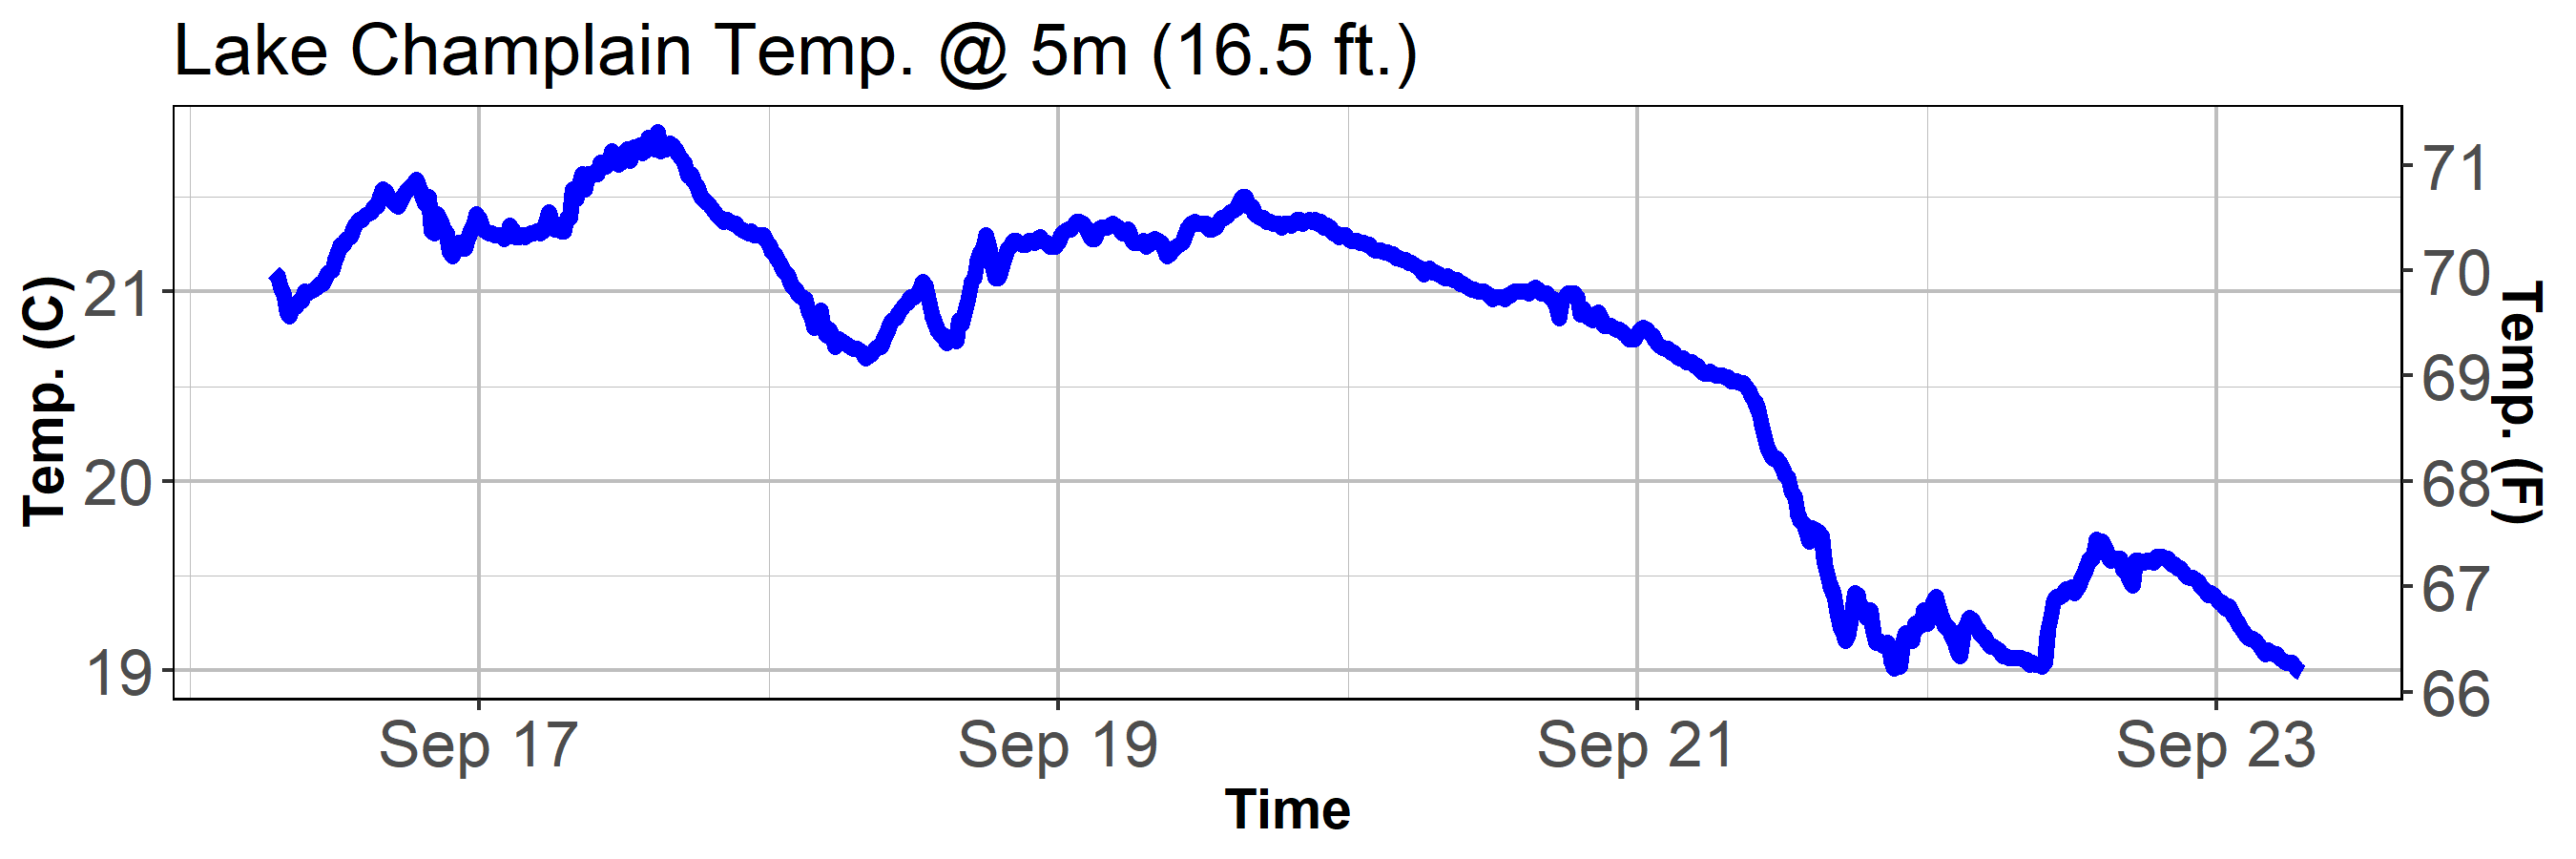 Lake Champlain Temp. @ 5m (16.5 ft.)
Temp. (C)
21
20
19
71
70
69
68
67
66
Temp. (F)
Sep 17 Sep 19 Sep 21 Sep 23
Time